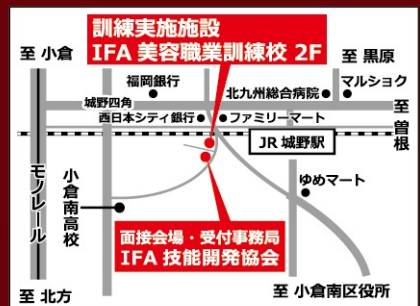 訓練実施施設
IFA 美容職業訓練校 2F
至 小倉
至 黒原
福岡銀行
北九州総合病院
マルショク
城野四角
至 曽根
西日本シティ銀行
ファミリーマート
JR 城野駅
モノレール
小倉南高校
ゆめマート
面接会場・受付事務局
IFA 技能開発協会
至 北方
至 小倉南区役所